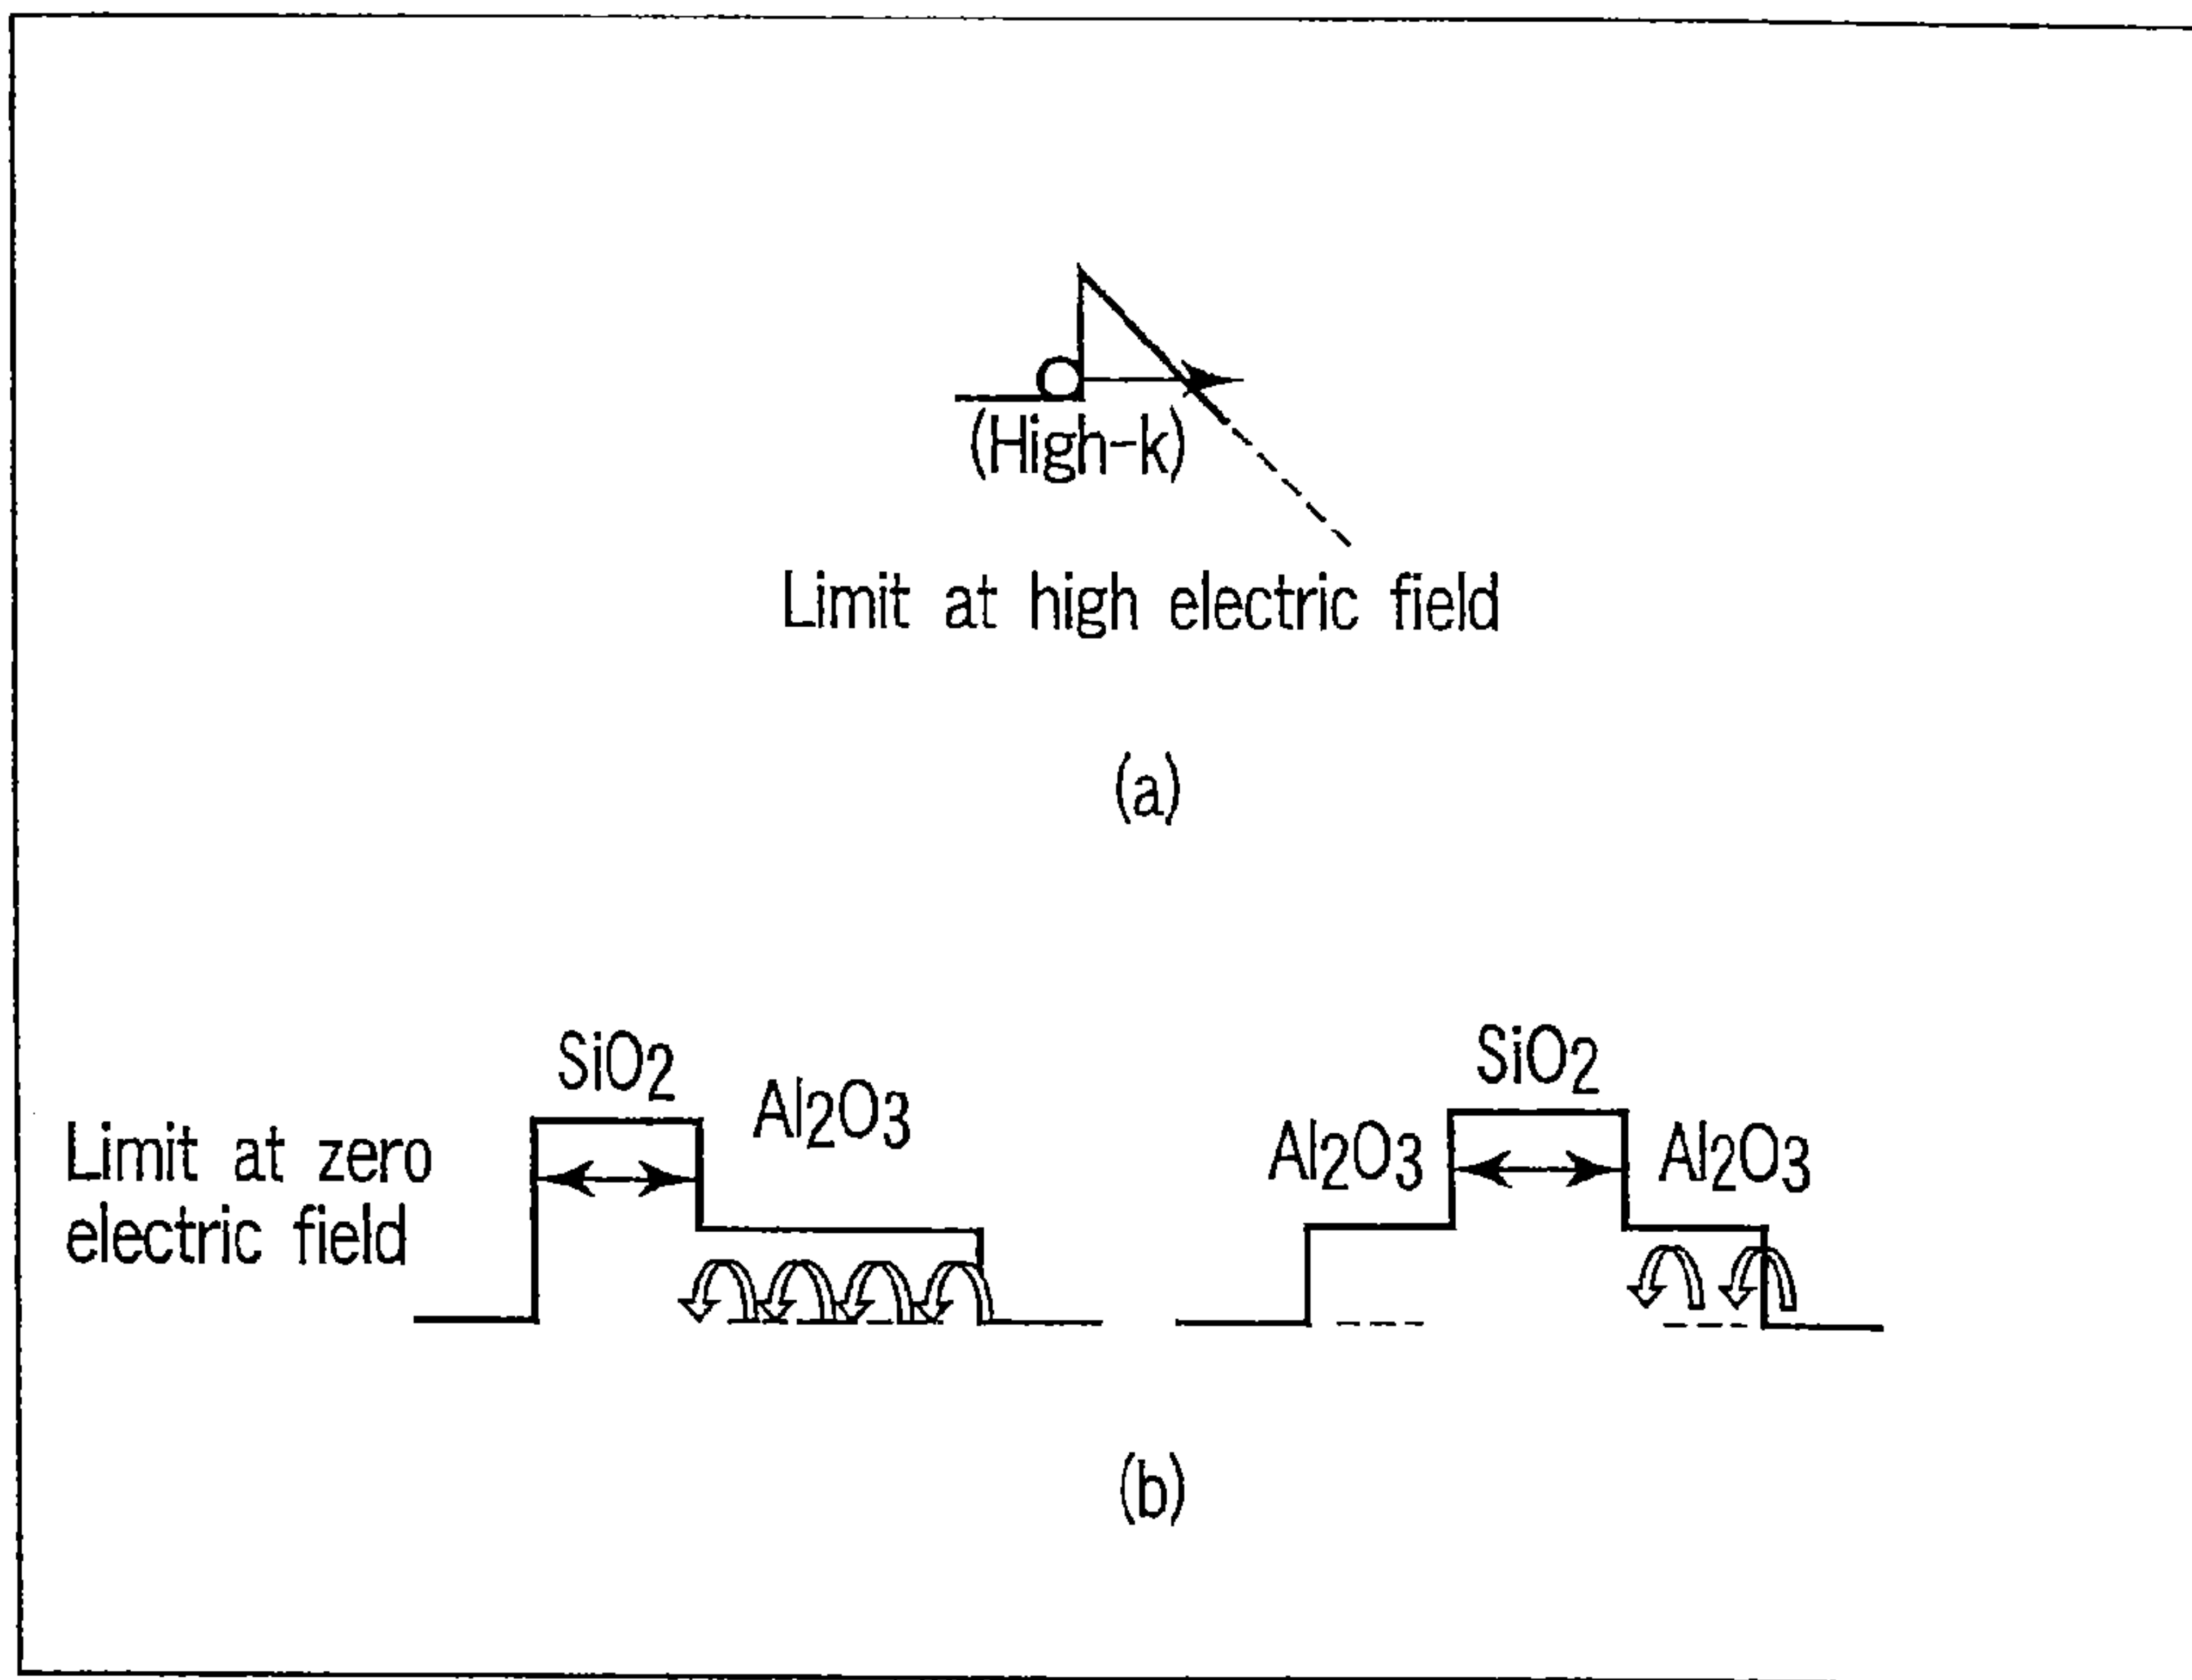 (High-k)
Limit at high electric field
(a)
SiO2
Al2O3
Limit at zero
electric field
SiO2
Al2O3
Al2O3
(b)